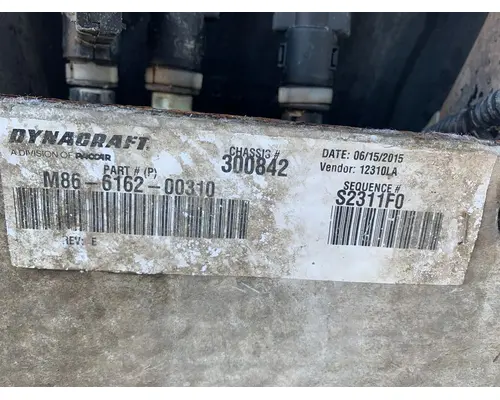 DYNACRAFT
A DIVISION OF PACCAR
PART # (P)
M86-6162-00310
REV: E
CHASSIS #
300842
DATE: 06/15/2015
Vendor: 12310LA
SEQUENCE #
S2311F0